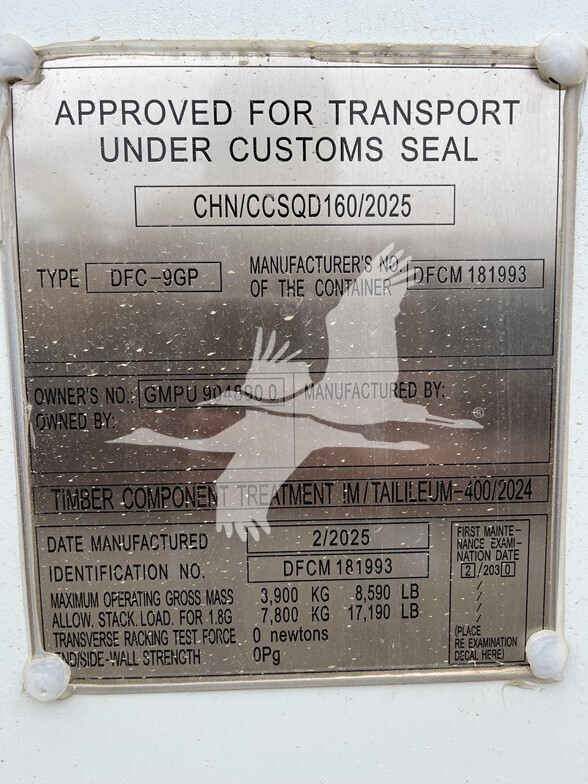 APPROVED FOR TRANSPORT
UNDER CUSTOMS SEAL
CHN/CCSQD160/2025
TYPE DFC-9GP
MANUFACTURER'S NO.
OF THE CONTAINER
DFCM 181993
OWNER'S NO.: GMPU
MANUFACTURED BY:
OWNED BY:
®
TIMBER COMPONENT TREATMENT IM/TAILILEUM-400/2024
DATE MANUFACTURED 2/2025
IDENTIFICATION NO. DFCM 181993
MAXIMUM OPERATING GROSS MASS 3,900 KG 8,590 LB
ALLOW. STACK. LOAD. FOR 1.8G 7,800 KG 17,190 LB
TRANSVERSE RACKING TEST FORCE 0 newtons
END/SIDE-WALL STRENGTH 0Pg
FIRST MAINTE-
NANCE EXAMI-
NATION DATE
2/2030
/
/
/
/
(PLACE
RE EXAMINATION
DECAL HERE)